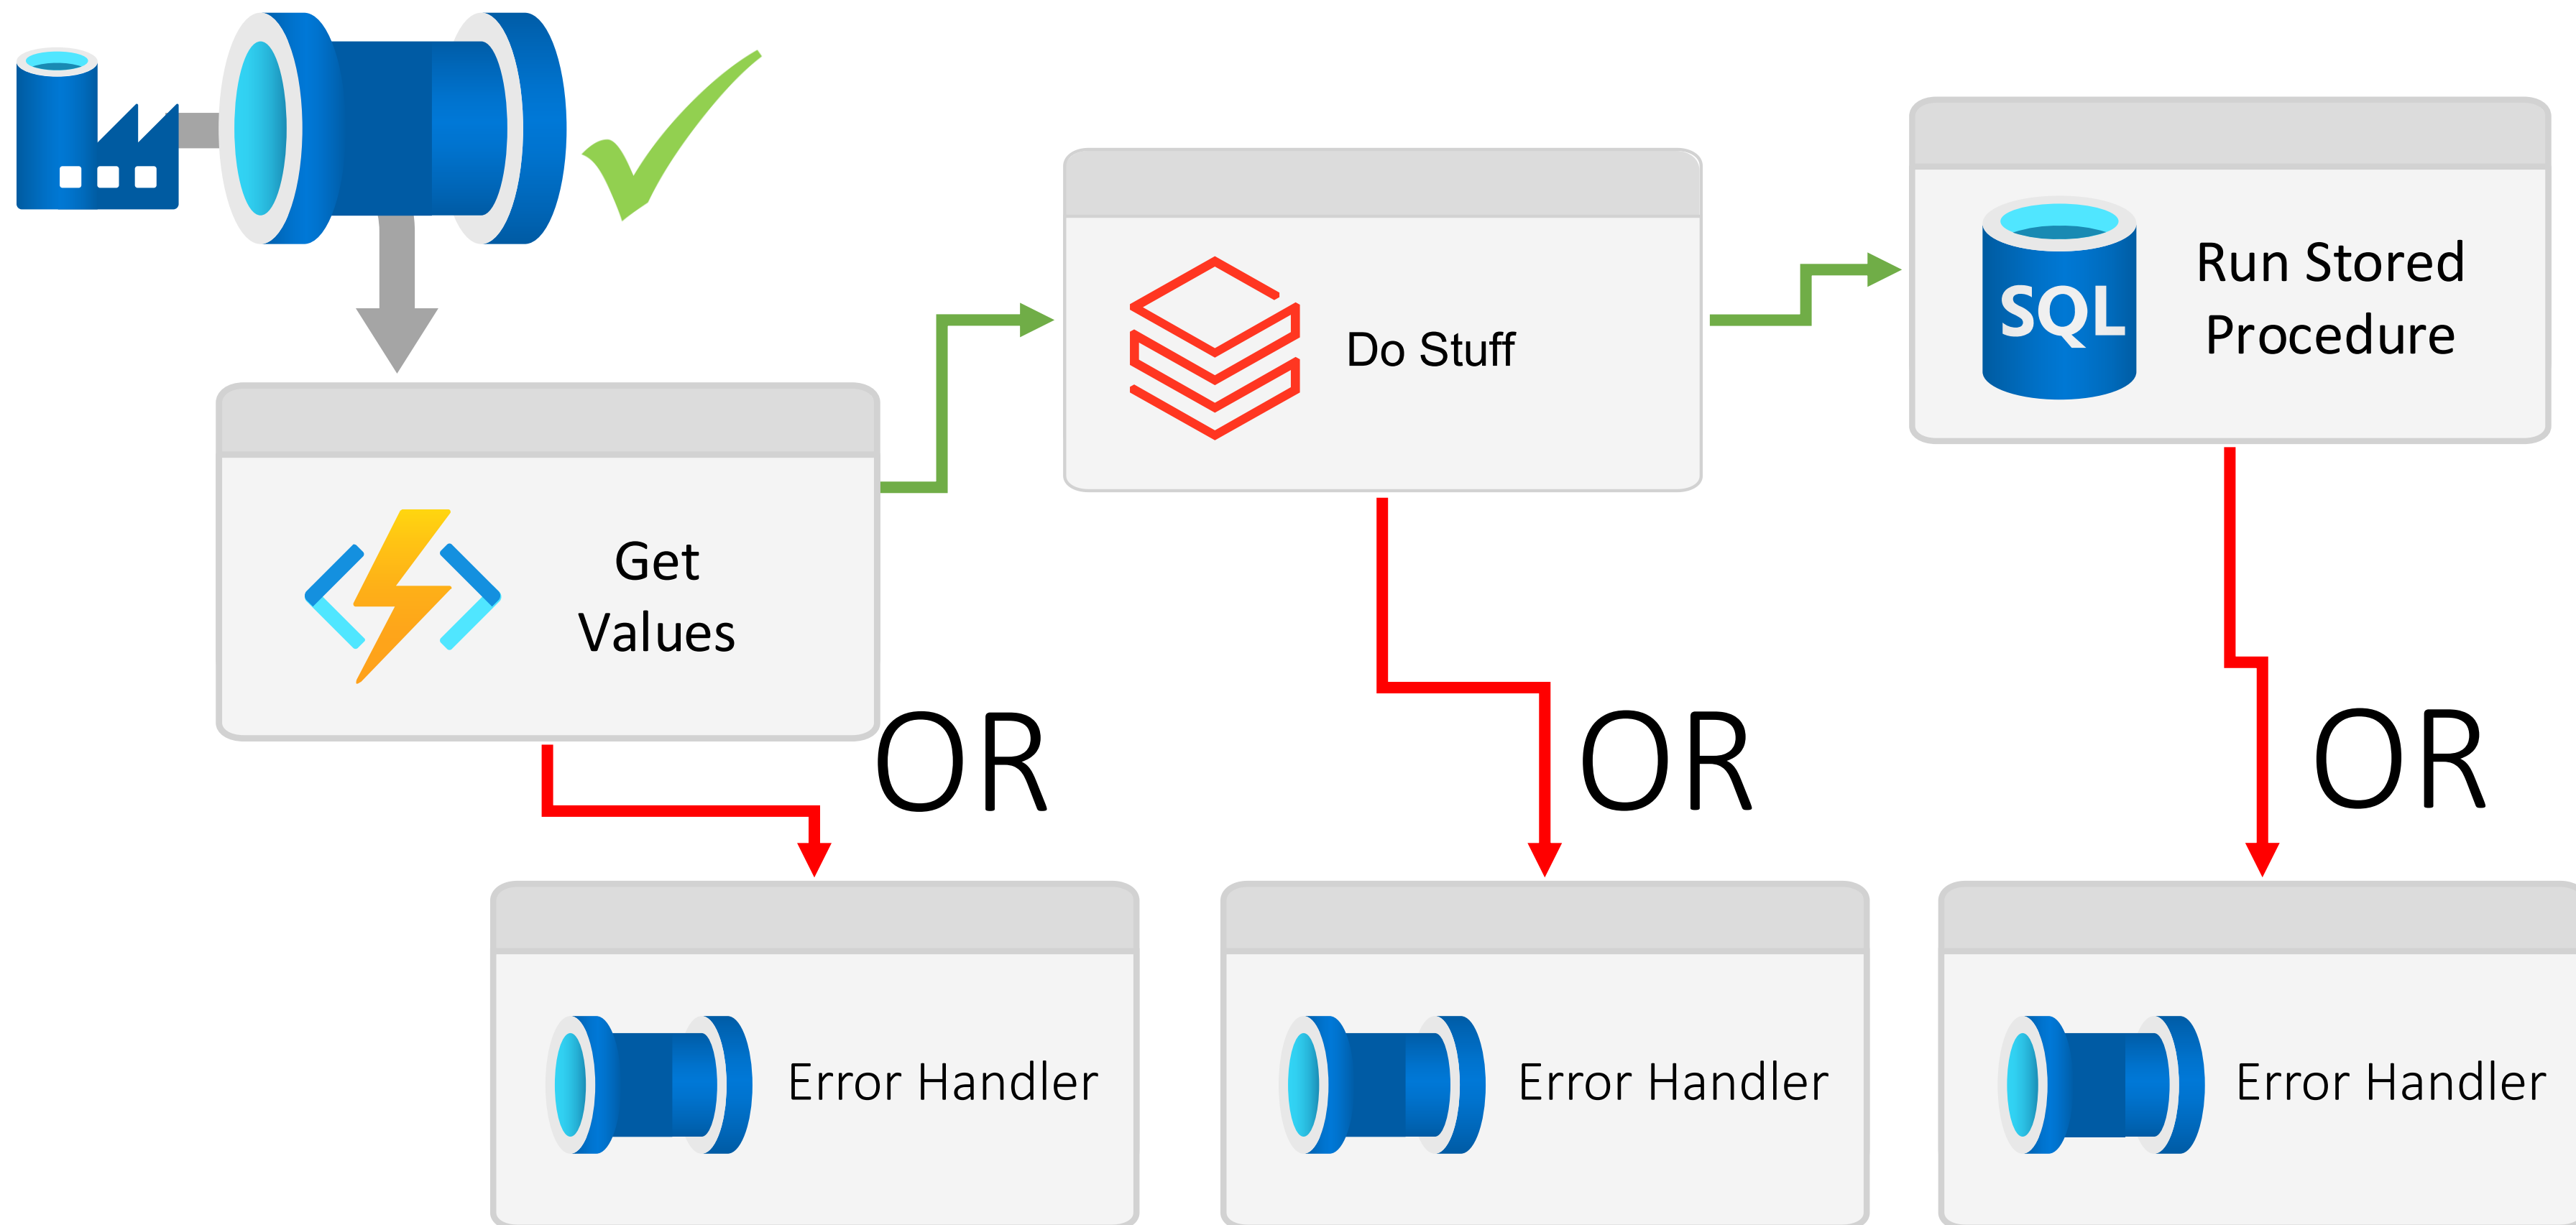 Do Stuff
SQL
Run Stored
Procedure
Get
Values
OR
OR
OR
Error Handler
Error Handler
Error Handler